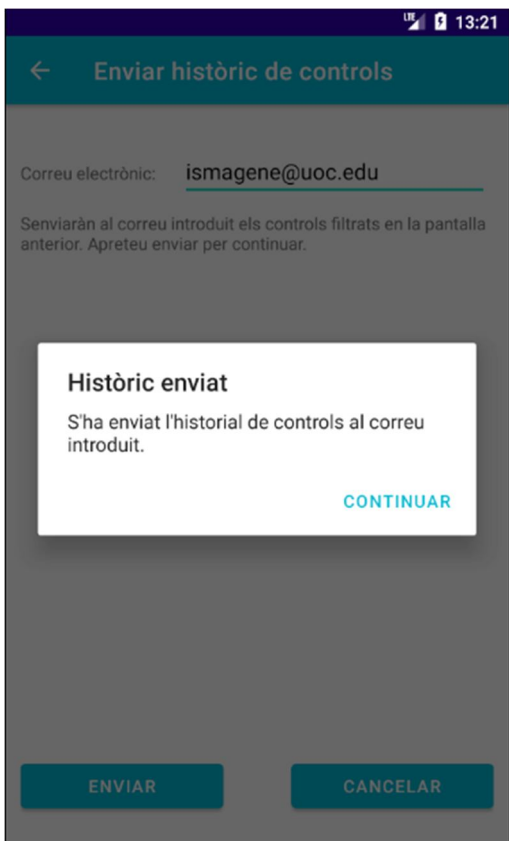 LTE 13:21
Enviar històric de controls
Correu electrònic: ismagene@uoc.edu
Senviaràn al correu introduit els controls filtrats en la pantalla
anterior. Apreteu enviar per continuar.
Històric enviat
S'ha enviat l'historial de controls al correu
introduit.
CONTINUAR
ENVIAR CANCELAR